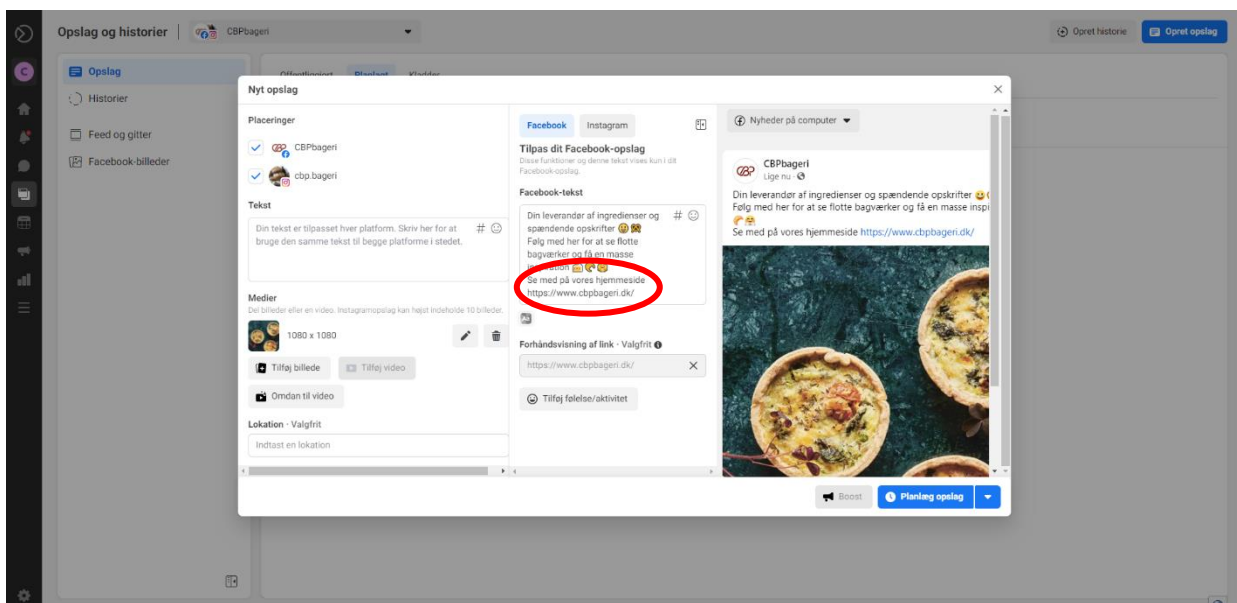 Opslag og historier
CBPbageri
Opret historie
Opret opslag
C
Opslag
Historier
Feed og gitter
Facebook-billeder
Offentliggjort
Planlagt
Kladder
Nyt opslag
Placeringer
CBPbageri
cbp.bageri
Tekst
Din tekst er tilpasset hver platform. Skriv her for at
bruge den samme tekst til begge platforme i stedet.
#
Medier
Del billeder eller en video. Instagramopslag kan højst indeholde 10 billeder.
1080 x 1080
Tilføj billede
Tilføj video
Omdan til video
Lokation · Valgfrit
Indtast en lokation
Facebook
Instagram
Tilpas dit Facebook-opslag
Disse funktioner og denne tekst vises kun i dit
Facebook-opslag.
Facebook-tekst
Din leverandør af ingredienser og
spændende opskrifter
Følg med her for at se flotte
bagværker og få en masse
inspiration
Se med på vores hjemmeside
https://www.cbpbageri.dk/
#
Forhåndsvisning af link · Valgfrit
https://www.cbpbageri.dk/
Tilføj følelse/aktivitet
Nyheder på computer
CBP
CBPbageri
Lige nu ·
Din leverandør af ingredienser og spændende opskrifter
Følg med her for at se flotte bagværker og få en masse inspi
Se med på vores hjemmeside https://www.cbpbageri.dk/
Boost
Planlæg opslag